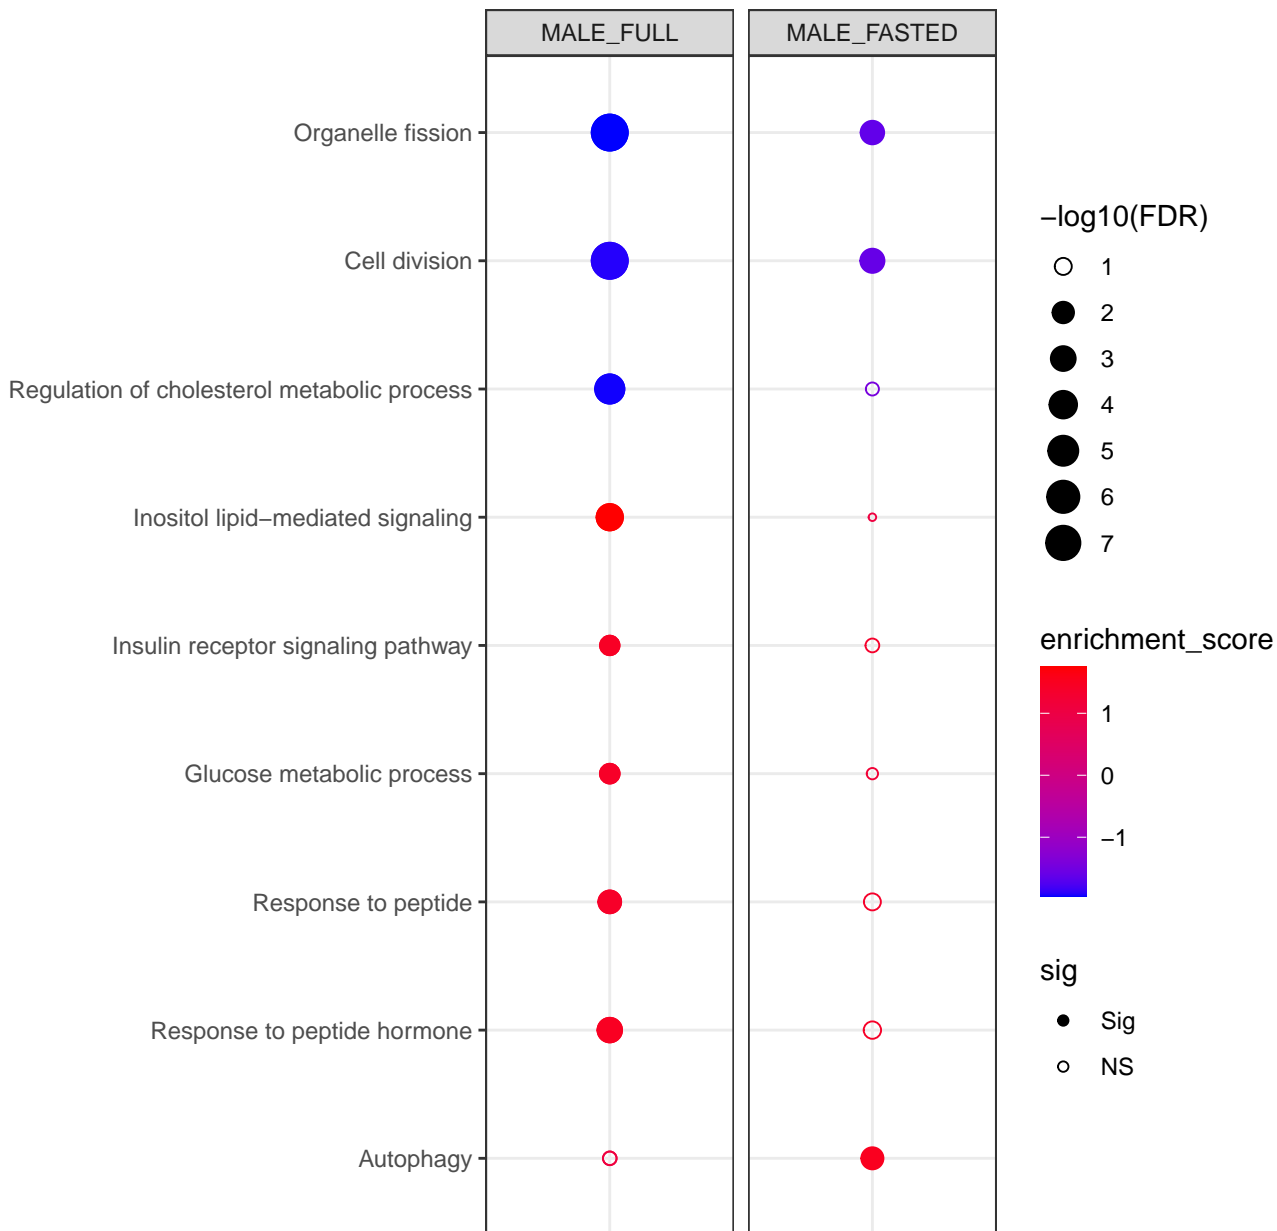 MALE_FULL
MALE_FASTED
Organelle fission
Cell division
Regulation of cholesterol metabolic process
Inositol lipid−mediated signaling
Insulin receptor signaling pathway
Glucose metabolic process
Response to peptide
Response to peptide hormone
Autophagy
−log10(FDR)
1
2
3
4
5
6
7
enrichment_score
1
0
−1
sig
Sig
NS